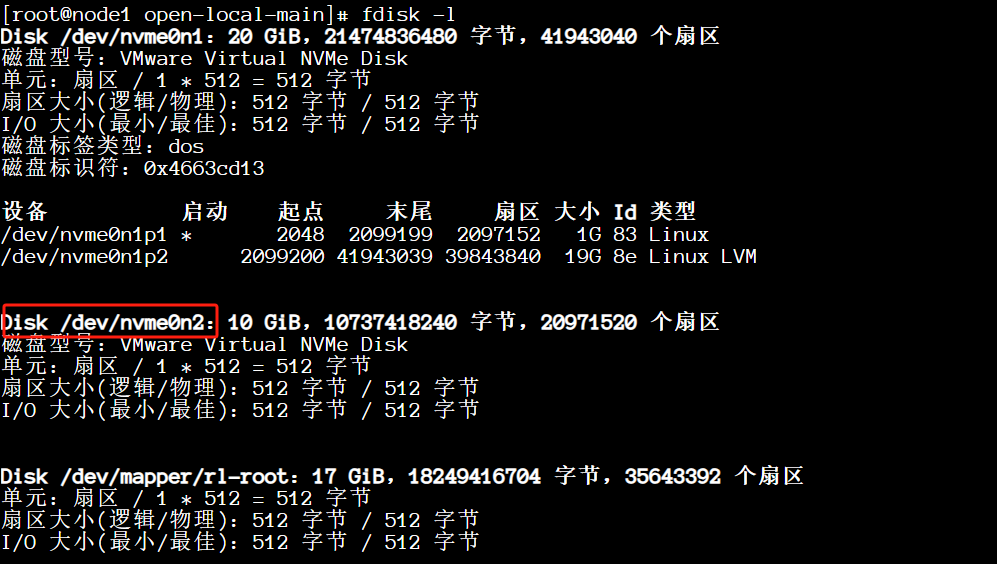 [root@node1 open-local-main]# fdisk -l
Disk /dev/nvme0n1：20 GiB，21474836480 字节，41943040 个扇区
磁盘型号：VMware Virtual NVMe Disk
单元：扇区 / 1 * 512 = 512 字节
扇区大小(逻辑/物理)：512 字节 / 512 字节
I/O 大小(最小/最佳)：512 字节 / 512 字节
磁盘标签类型：dos
磁盘标识符：0x4663cd13
设备 启动 起点 末尾 扇区 大小 Id 类型
/dev/nvme0n1p1 * 2048 2099199 2097152 1G 83 Linux
/dev/nvme0n1p2 2099200 41943039 39843840 19G 8e Linux LVM
Disk /dev/nvme0n2：10 GiB，10737418240 字节，20971520 个扇区
磁盘型号：VMware Virtual NVMe Disk
单元：扇区 / 1 * 512 = 512 字节
扇区大小(逻辑/物理)：512 字节 / 512 字节
I/O 大小(最小/最佳)：512 字节 / 512 字节
Disk /dev/mapper/rl-root：17 GiB，18249416704 字节，35643392 个扇区
单元：扇区 / 1 * 512 = 512 字节
扇区大小(逻辑/物理)：512 字节 / 512 字节
I/O 大小(最小/最佳)：512 字节 / 512 字节